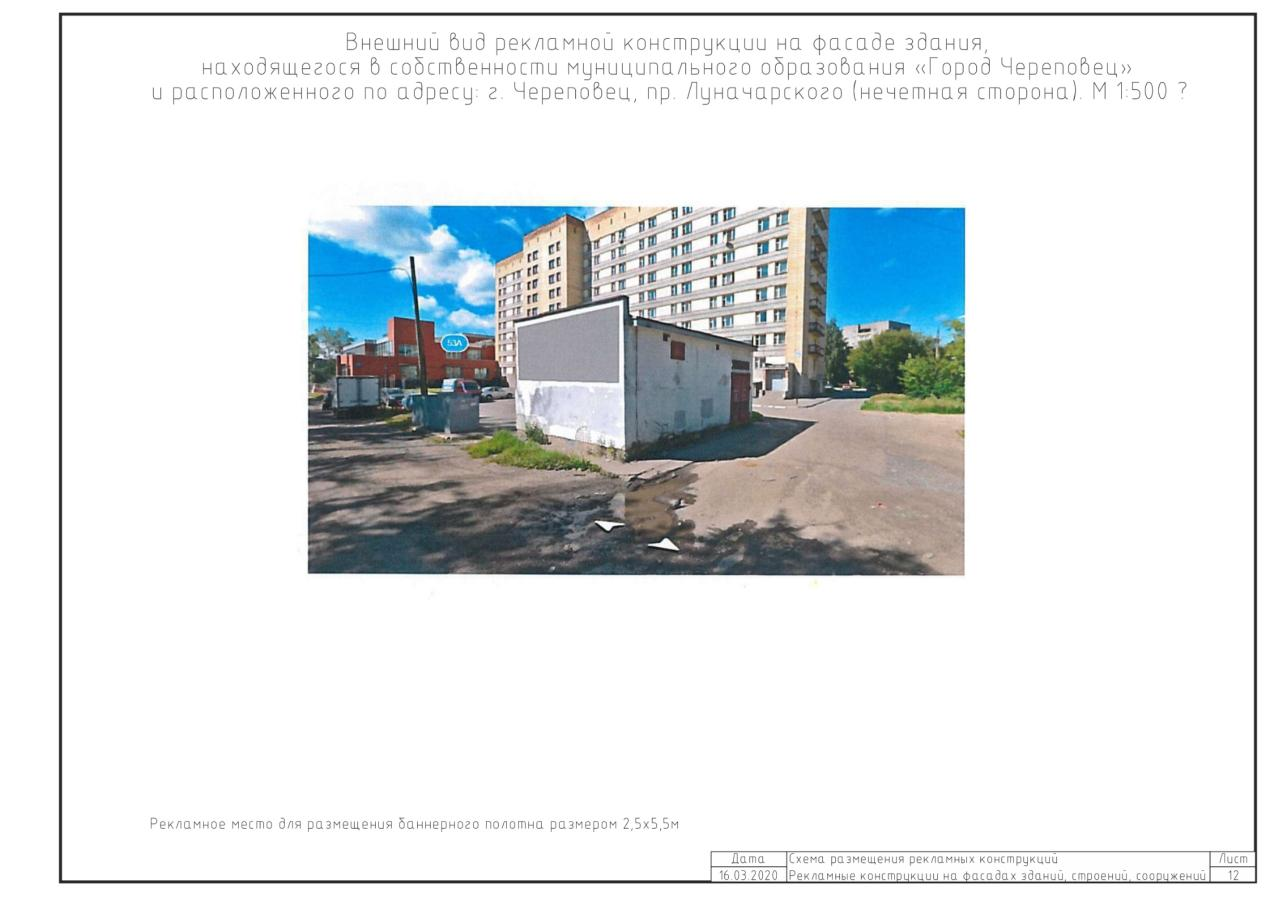 Внешний вид рекламной конструкции на фасаде здания,
находящегося в собственности муниципального образования «Город Череповец»
и расположенного по адресу: г. Череповец, пр. Луначарского (нечетная сторона). М 1:500 ?
53А
Рекламное место для размещения баннерного полотна размером 2,5х5,5м
Дата Схема размещения рекламных конструкций Лист
16.03.2020 Рекламные конструкции на фасадах зданий, строений, сооружений 12